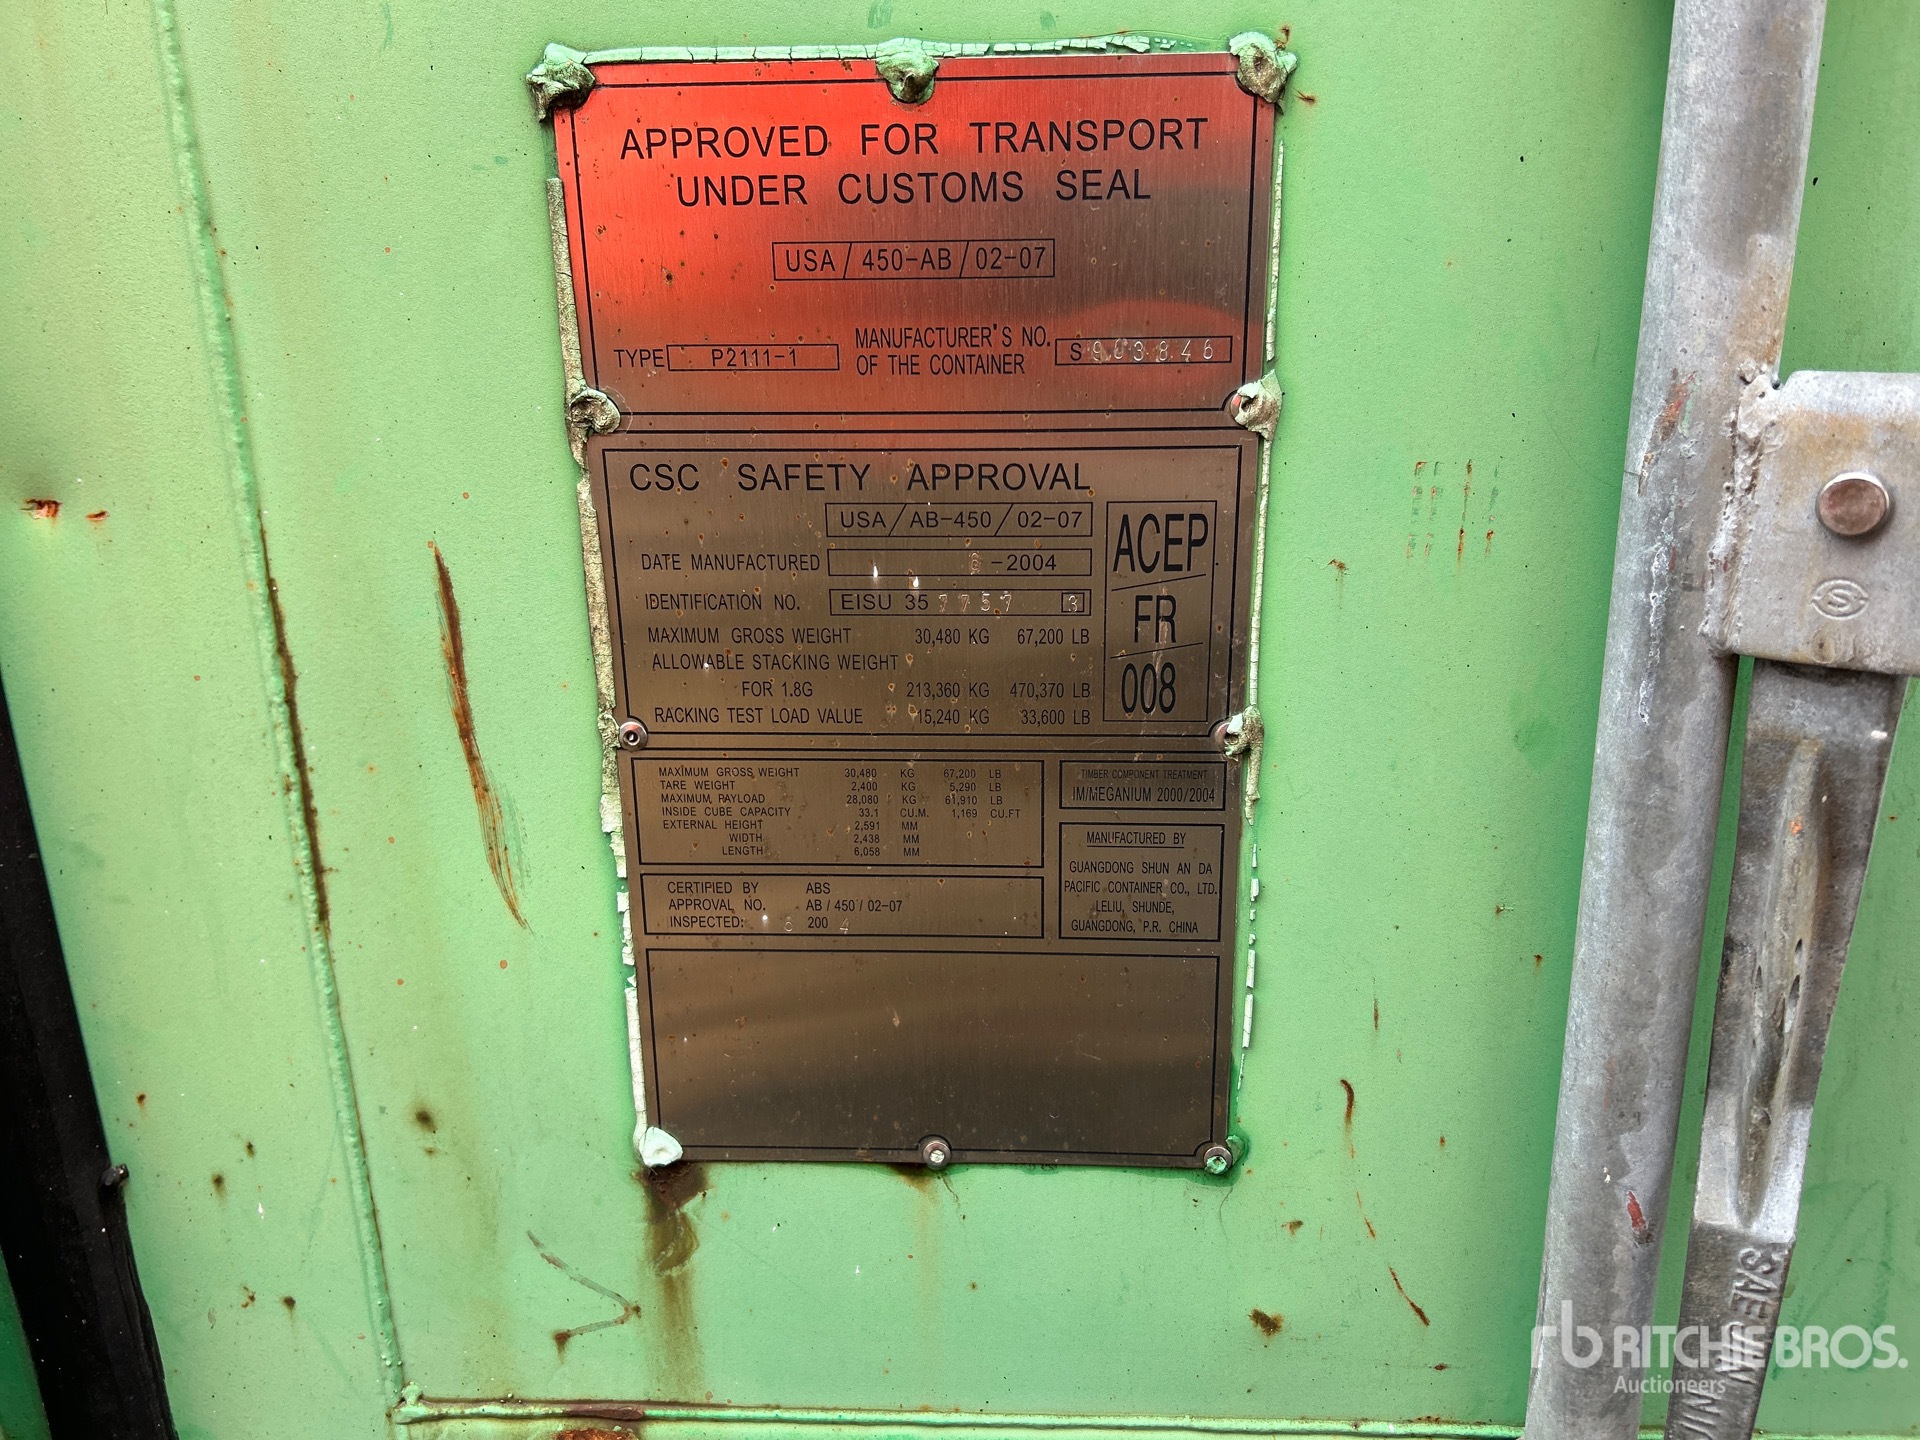 APPROVED FOR TRANSPORT
UNDER CUSTOMS SEAL
USA / 450-AB / 02-07
TYPE P2111-1 MANUFACTURER'S NO. OF THE CONTAINER S 903846
CSC SAFETY APPROVAL
USA / AB-450 / 02-07
DATE MANUFACTURED -2004
IDENTIFICATION NO. EISU 357757 3
MAXIMUM GROSS WEIGHT 30,480 KG 67,200 LB
ALLOWABLE STACKING WEIGHT
FOR 1.8G 213,360 KG 470,370 LB
RACKING TEST LOAD VALUE 15,240 KG 33,600 LB
ACEP
FR
008
MAXIMUM GROSS WEIGHT 30,480 KG 67,200 LB
TARE WEIGHT 2,400 KG 5,290 LB
MAXIMUM PAYLOAD 28,080 KG 61,910 LB
INSIDE CUBE CAPACITY 33.1 CU.M. 1,169 CU.FT
EXTERNAL HEIGHT 2,591 MM
WIDTH 2,438 MM
LENGTH 6,058 MM
TIMBER COMPONENT TREATMENT
IM/MEGANIUM 2000/2004
CERTIFIED BY ABS
APPROVAL NO. AB / 450 / 02-07
INSPECTED: 6 2004
MANUFACTURED BY
GUANGDONG SHUN AN DA
PACIFIC CONTAINER CO., LTD.
LELIU, SHUNDE,
GUANGDONG, P.R. CHINA
S
rb RITCHIE BROS.
Auctioneers